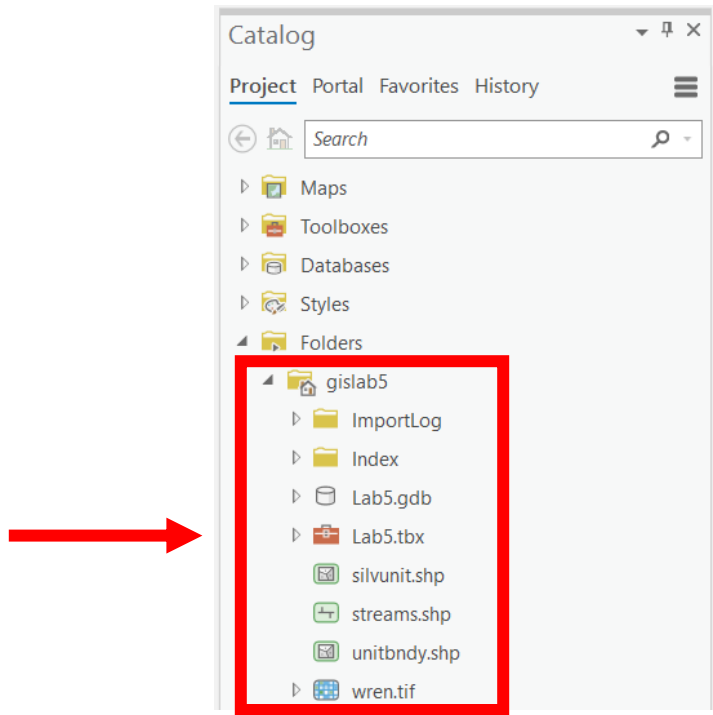 Catalog
Project Portal Favorites History
Search
Maps
Toolboxes
Databases
Styles
Folders
gislab5
ImportLog
Index
Lab5.gdb
Lab5.tbx
silvunit.shp
streams.shp
unitbndy.shp
wren.tif